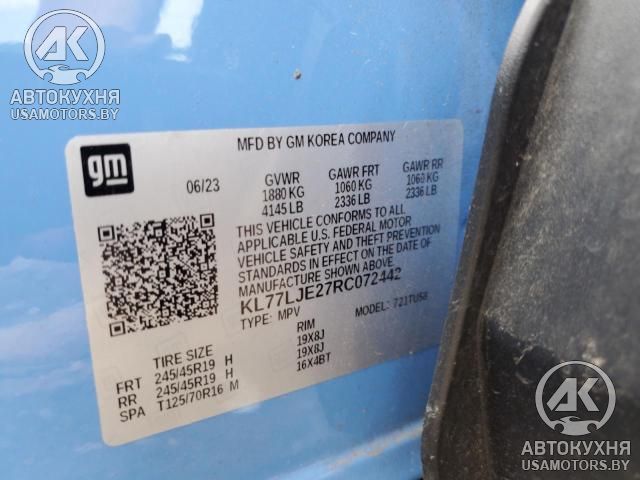 AK
АВТОКУХНЯ
USAMOTORS.BY
gm
MFD BY GM KOREA COMPANY
06/23
GVWR GAWR FRT GAWR RR
1880 KG 1060 KG 1060 KG
4145 LB 2336 LB 2336 LB
THIS VEHICLE CONFORMS TO ALL
APPLICABLE U.S. FEDERAL MOTOR
VEHICLE SAFETY AND THEFT PREVENTION
STANDARDS IN EFFECT ON THE DATE OF
MANUFACTURE SHOWN ABOVE.
KL77LJE27RC072442
TYPE: MPV MODEL: 721TU58
TIRE SIZE RIM
FRT 245/45R19 H 19X8J
RR 245/45R19 H 19X8J
SPA T125/70R16 M 16X4BT
AK
АВТОКУХНЯ
USAMOTORS.BY